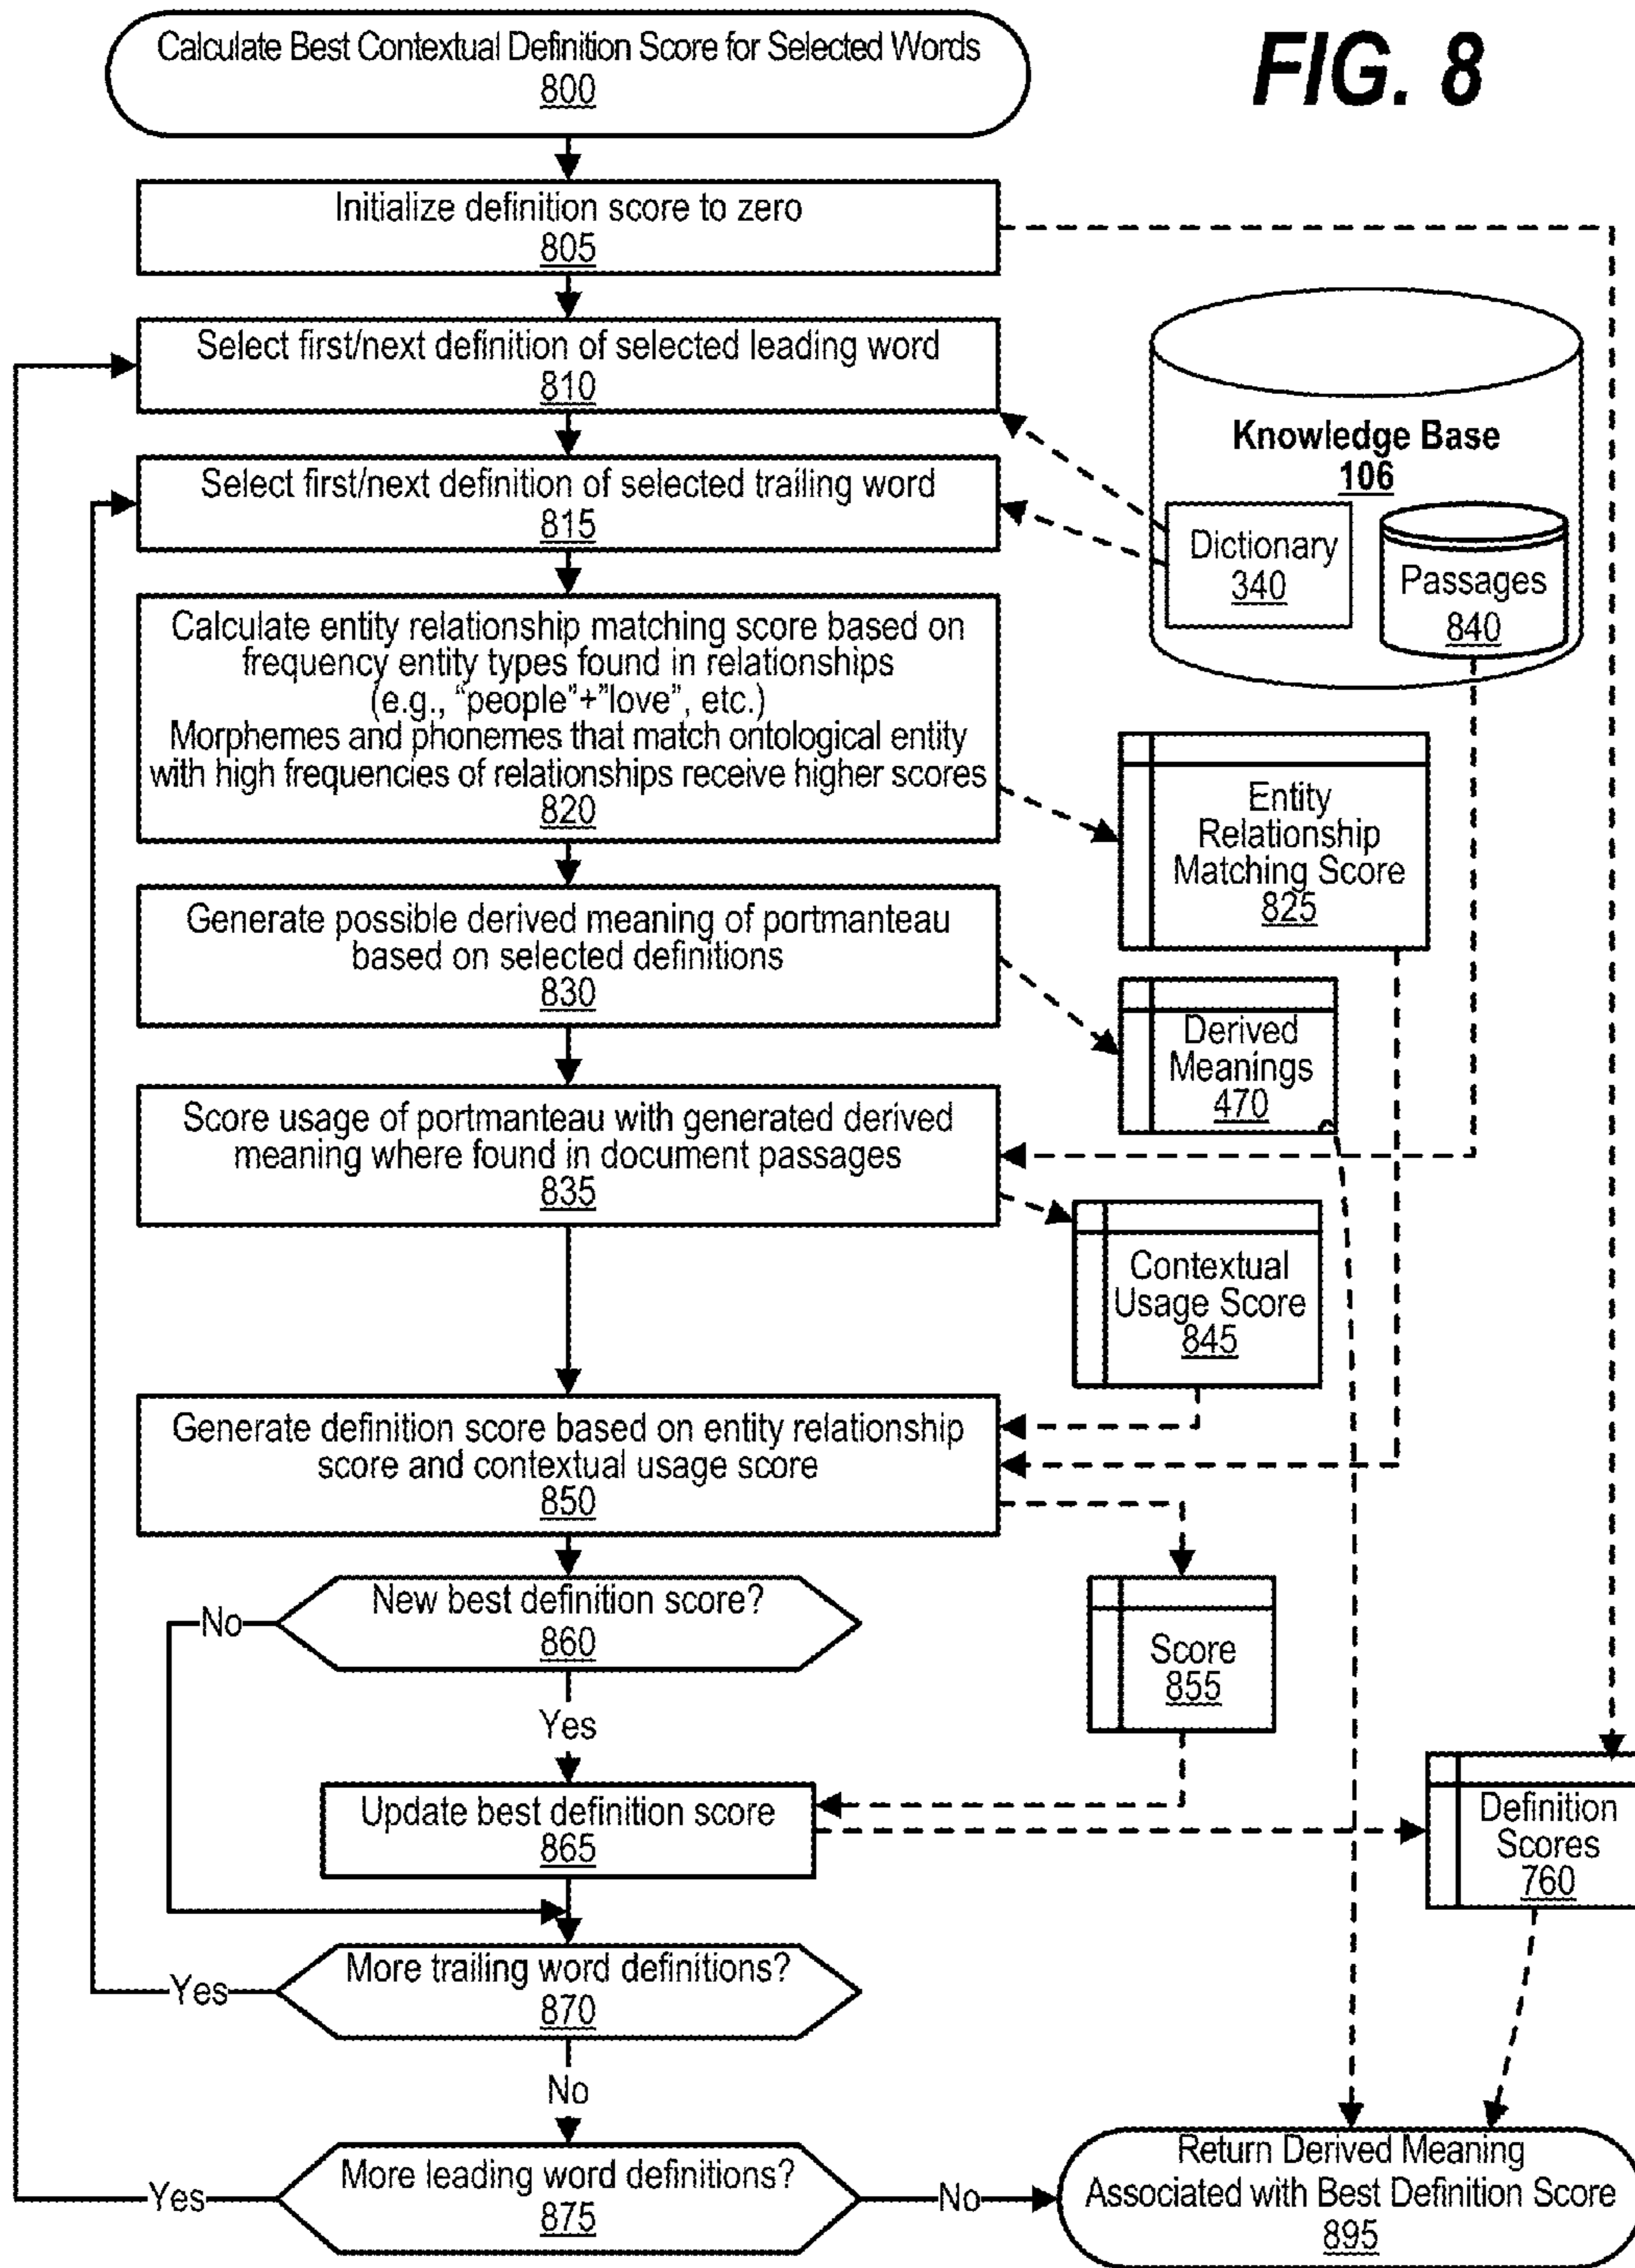 FIG. 8
Calculate Best Contextual Definition Score for Selected Words
800
Initialize definition score to zero
805
Select first/next definition of selected leading word
810
Knowledge Base
106
Select first/next definition of selected trailing word
815
Dictionary
340
Passages
840
Calculate entity relationship matching score based on
frequency entity types found in relationships
(e.g., “people”+”love”, etc.)
Morphemes and phonemes that match ontological entity
with high frequencies of relationships receive higher scores
820
Entity
Relationship
Matching Score
825
Generate possible derived meaning of portmanteau
based on selected definitions
830
Derived
Meanings
470
Score usage of portmanteau with generated derived
meaning where found in document passages
835
Contextual
Usage Score
845
Generate definition score based on entity relationship
score and contextual usage score
850
New best definition score?
860
No
Yes
Score
855
Update best definition score
865
Definition
Scores
760
More trailing word definitions?
870
Yes
No
More leading word definitions?
875
Yes
No
Return Derived Meaning
Associated with Best Definition Score
895